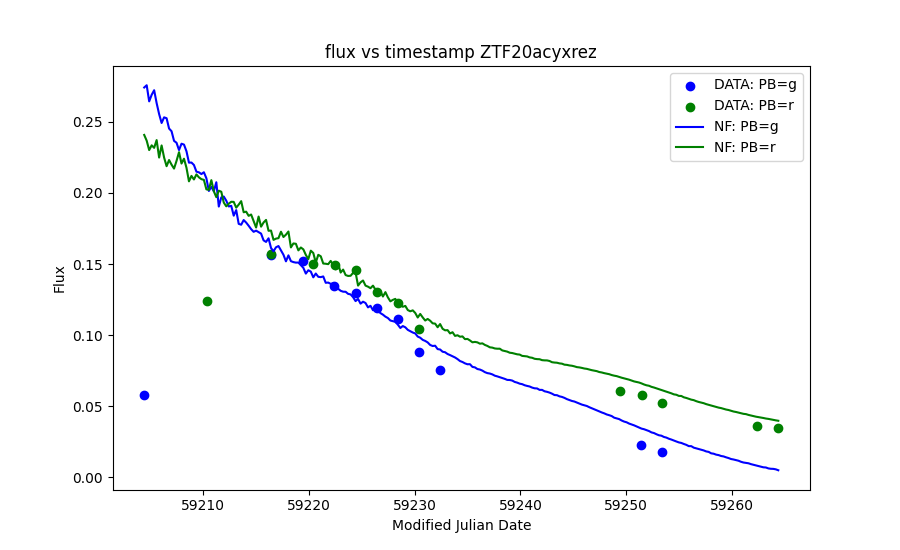 flux vs timestamp ZTF20acyxrez
DATA: PB=g
DATA: PB=r
NF: PB=g
NF: PB=r
Flux
0.25
0.20
0.15
0.10
0.05
0.00
59210 59220 59230 59240 59250 59260
Modified Julian Date